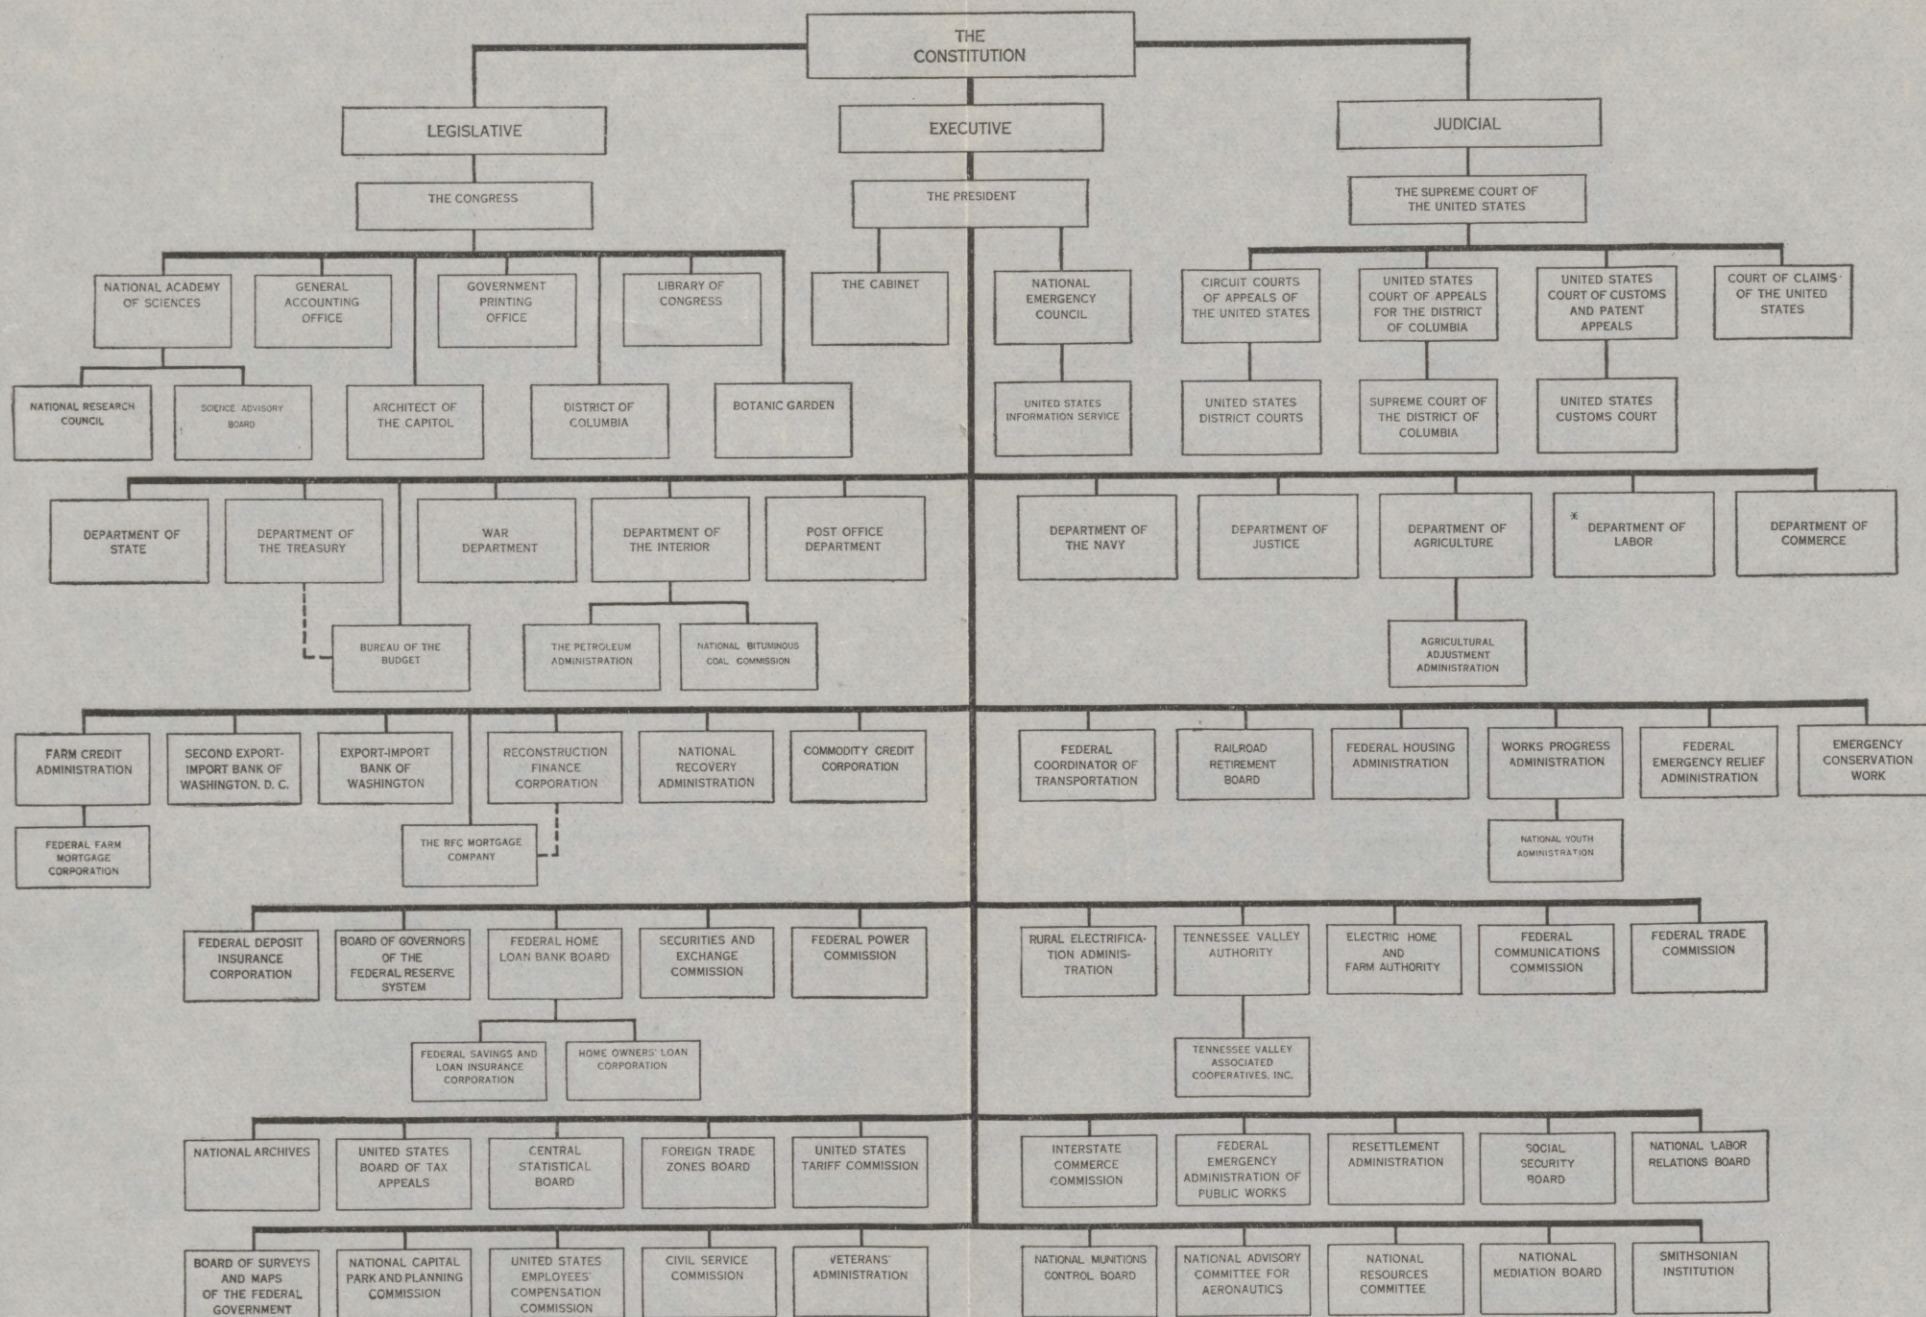 THE
CONSTITUTION
LEGISLATIVE
EXECUTIVE
JUDICIAL
THE CONGRESS
THE PRESIDENT
THE SUPREME COURT OF
THE UNITED STATES
NATIONAL ACADEMY
OF SCIENCES
GENERAL
ACCOUNTING
OFFICE
GOVERNMENT
PRINTING
OFFICE
LIBRARY OF
CONGRESS
THE CABINET
NATIONAL
EMERGENCY
COUNCIL
CIRCUIT COURTS
OF APPEALS OF
THE UNITED STATES
UNITED STATES
COURT OF APPEALS
FOR THE DISTRICT
OF COLUMBIA
UNITED STATES
COURT OF CUSTOMS
AND PATENT
APPEALS
COURT OF CLAIMS
OF THE UNITED
STATES
NATIONAL RESEARCH
COUNCIL
SCIENCE ADVISORY
BOARD
ARCHITECT OF
THE CAPITOL
DISTRICT OF
COLUMBIA
BOTANIC GARDEN
UNITED STATES
INFORMATION SERVICE
UNITED STATES
DISTRICT COURTS
SUPREME COURT OF
THE DISTRICT OF
COLUMBIA
UNITED STATES
CUSTOMS COURT
DEPARTMENT OF
STATE
DEPARTMENT OF
THE TREASURY
WAR
DEPARTMENT
DEPARTMENT OF
THE INTERIOR
POST OFFICE
DEPARTMENT
DEPARTMENT OF
THE NAVY
DEPARTMENT OF
JUSTICE
DEPARTMENT OF
AGRICULTURE
* DEPARTMENT OF
LABOR
DEPARTMENT OF
COMMERCE
BUREAU OF THE
BUDGET
THE PETROLEUM
ADMINISTRATION
NATIONAL BITUMINOUS
COAL COMMISSION
AGRICULTURAL
ADJUSTMENT
ADMINISTRATION
FARM CREDIT
ADMINISTRATION
SECOND EXPORT-
IMPORT BANK OF
WASHINGTON, D. C.
EXPORT-IMPORT
BANK OF
WASHINGTON
RECONSTRUCTION
FINANCE
CORPORATION
NATIONAL
RECOVERY
ADMINISTRATION
COMMODITY CREDIT
CORPORATION
FEDERAL
COORDINATOR OF
TRANSPORTATION
RAILROAD
RETIREMENT
BOARD
FEDERAL HOUSING
ADMINISTRATION
WORKS PROGRESS
ADMINISTRATION
FEDERAL
EMERGENCY RELIEF
ADMINISTRATION
EMERGENCY
CONSERVATION
WORK
FEDERAL FARM
MORTGAGE
CORPORATION
THE RFC MORTGAGE
COMPANY
NATIONAL YOUTH
ADMINISTRATION
FEDERAL DEPOSIT
INSURANCE
CORPORATION
BOARD OF GOVERNORS
OF THE
FEDERAL RESERVE
SYSTEM
FEDERAL HOME
LOAN BANK BOARD
SECURITIES AND
EXCHANGE
COMMISSION
FEDERAL POWER
COMMISSION
RURAL ELECTRIFICA-
TION ADMINIS-
TRATION
TENNESSEE VALLEY
AUTHORITY
ELECTRIC HOME
AND
FARM AUTHORITY
FEDERAL
COMMUNICATIONS
COMMISSION
FEDERAL TRADE
COMMISSION
FEDERAL SAVINGS AND
LOAN INSURANCE
CORPORATION
HOME OWNERS' LOAN
CORPORATION
TENNESSEE VALLEY
ASSOCIATED
COOPERATIVES, INC.
NATIONAL ARCHIVES
UNITED STATES
BOARD OF TAX
APPEALS
CENTRAL
STATISTICAL
BOARD
FOREIGN TRADE
ZONES BOARD
UNITED STATES
TARIFF COMMISSION
INTERSTATE
COMMERCE
COMMISSION
FEDERAL
EMERGENCY
ADMINISTRATION OF
PUBLIC WORKS
RESETTLEMENT
ADMINISTRATION
SOCIAL
SECURITY
BOARD
NATIONAL LABOR
RELATIONS BOARD
BOARD OF SURVEYS
AND MAPS
OF THE FEDERAL
GOVERNMENT
NATIONAL CAPITAL
PARK AND PLANNING
COMMISSION
UNITED STATES
EMPLOYEES'
COMPENSATION
COMMISSION
CIVIL SERVICE
COMMISSION
VETERANS'
ADMINISTRATION
NATIONAL MUNITIONS
CONTROL BOARD
NATIONAL ADVISORY
COMMITTEE FOR
AERONAUTICS
NATIONAL
RESOURCES
COMMITTEE
NATIONAL
MEDIATION BOARD
SMITHSONIAN
INSTITUTION